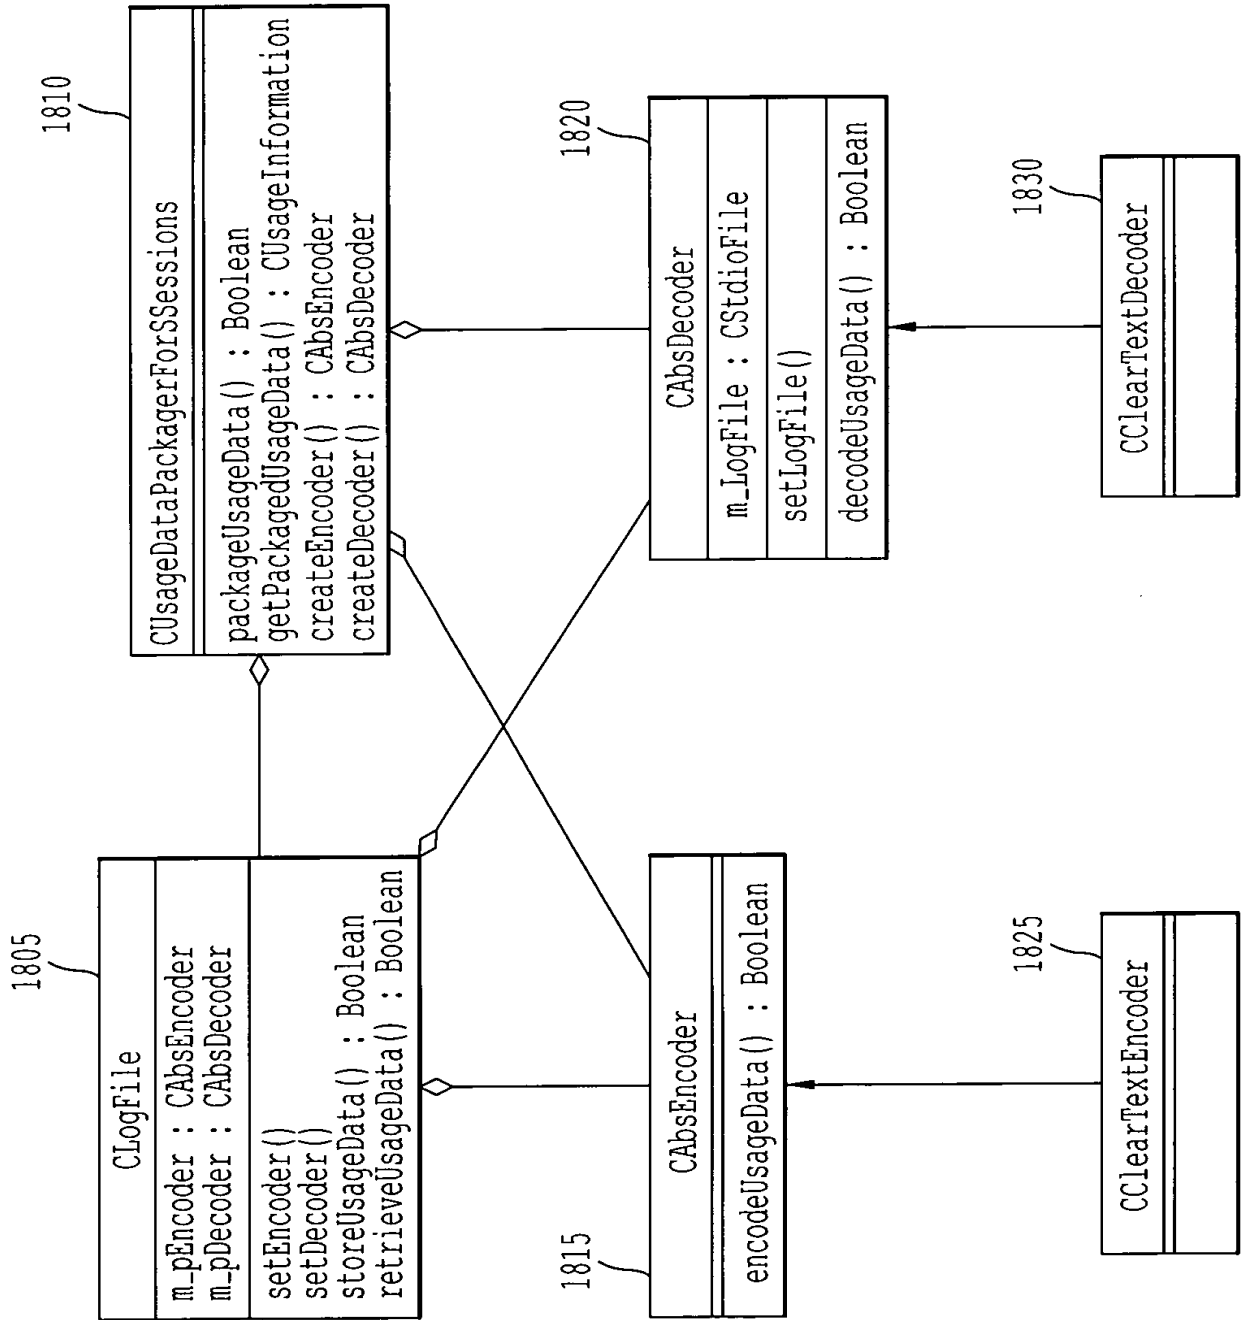 1805
CLogFile
m_pEncoder : CAbsEncoder
m_pDecoder : CAbsDecoder
setEncoder()
setDecoder()
storeUsageData() : Boolean
retrieveUsageData() : Boolean
1810
CUsageDataPackagerForSSessions
packageUsageData() : Boolean
getPackagedUsageData() : CUsageInformation
createEncoder() : CAbsEncoder
createDecoder() : CAbsDecoder
1815
CAbsEncoder
encodeUsageData() : Boolean
1820
CAbsDecoder
m_LogFile : CStdioFile
setLogFile()
decodeUsageData() : Boolean
1825
CClearTextEncoder
1830
CClearTextDecoder